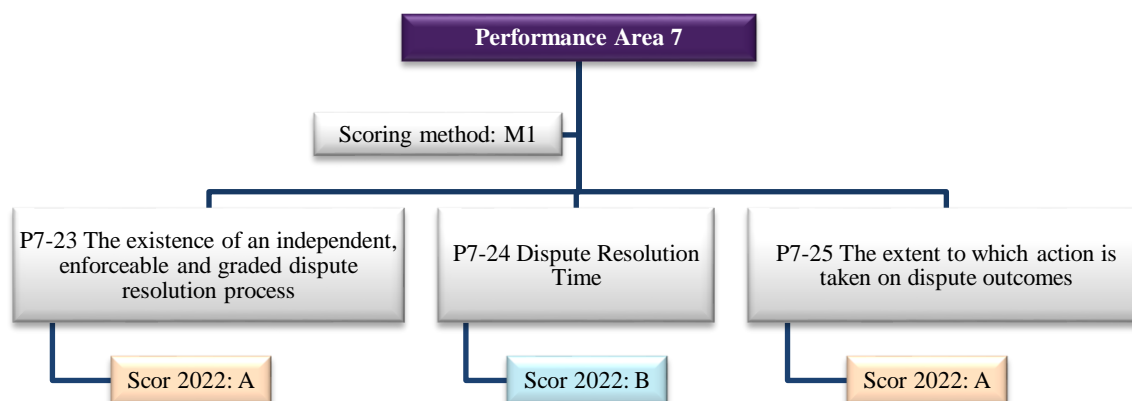 Performance Area 7
Scoring method: M1
P7-23 The existence of an independent,
enforceable and graded dispute
resolution process
P7-24 Dispute Resolution
Time
P7-25 The extent to which action is
taken on dispute outcomes
Scor 2022: A
Scor 2022: B
Scor 2022: A